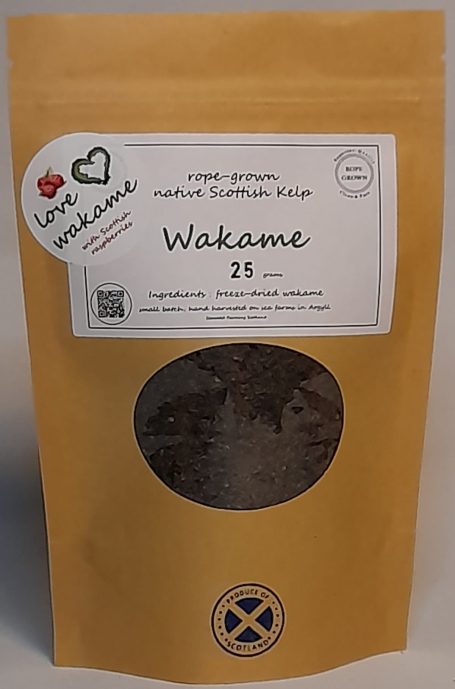 love
wakame
with Scottish
raspberries
rope-grown
native Scottish Kelp
ROPE
GROWN
Wakame
25 grams
Ingredients : freeze-dried wakame
small batch, hand harvested on sea farms in Argyll
PRODUCE OF
SCOTLAND